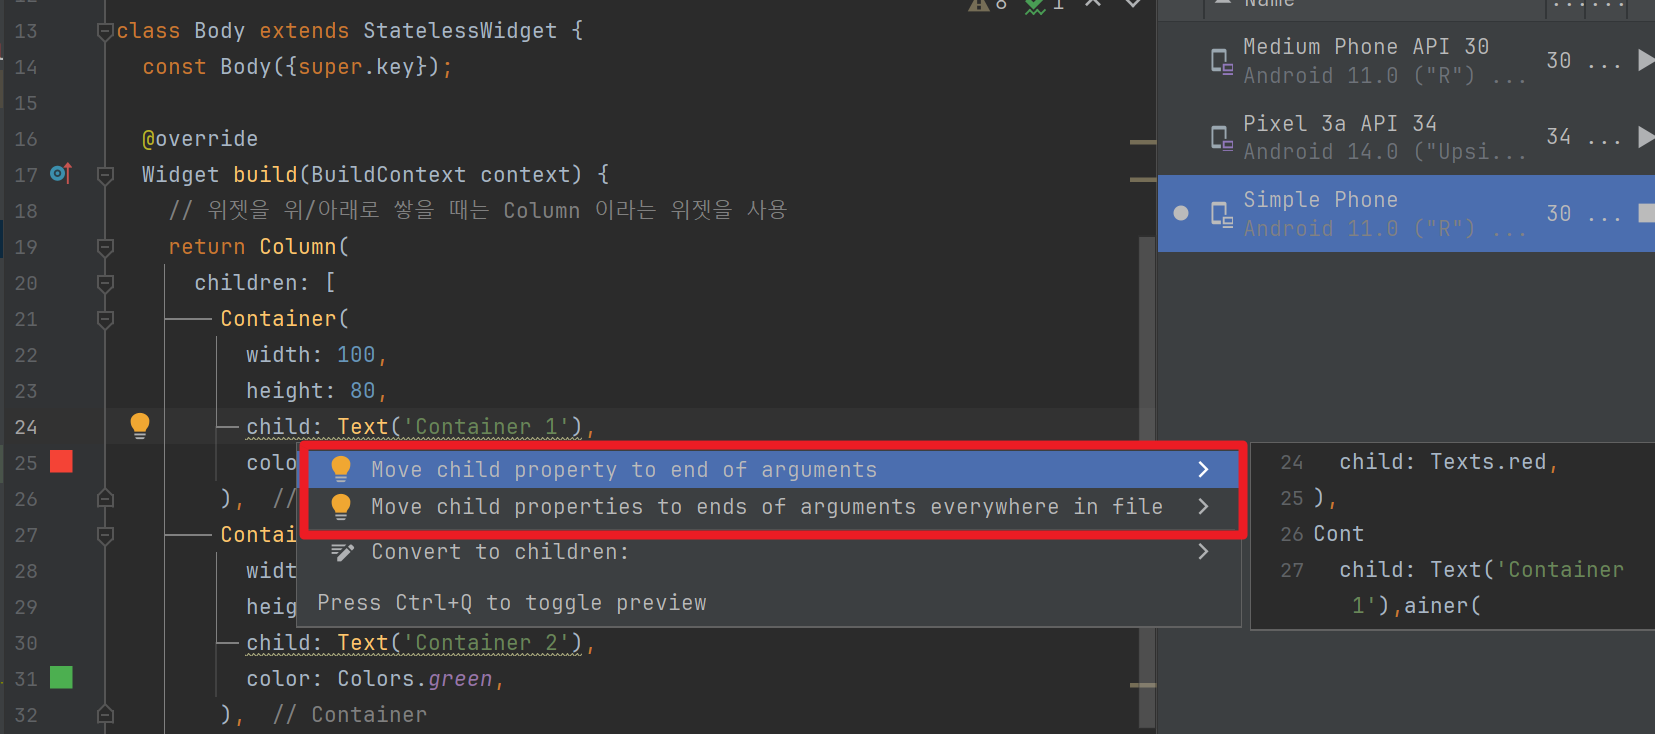 8 1
13 class Body extends StatelessWidget {
14 const Body({super.key});
15
16 @override
17 Widget build(BuildContext context) {
18 // 위젯을 위/아래로 쌓을 때는 Column 이라는 위젯을 사용
19 return Column(
20 children: [
21 Container(
22 width: 100,
23 height: 80,
24 child: Text('Container 1'),
25 colo
26 ), //
27 Contai
28 widt
29 heig
30 child: Text('Container 2'),
31 color: Colors.green,
32 ), // Container
Move child property to end of arguments
Move child properties to ends of arguments everywhere in file
Convert to children:
Press Ctrl+Q to toggle preview
24 child: Texts.red,
25 ),
26 Cont
27 child: Text('Container
1'),ainer(
Name ... ...
Medium Phone API 30
Android 11.0 ("R") ...
30 ...
Pixel 3a API 34
Android 14.0 ("Upsi...
34 ...
Simple Phone
Android 11.0 ("R") ...
30 ...